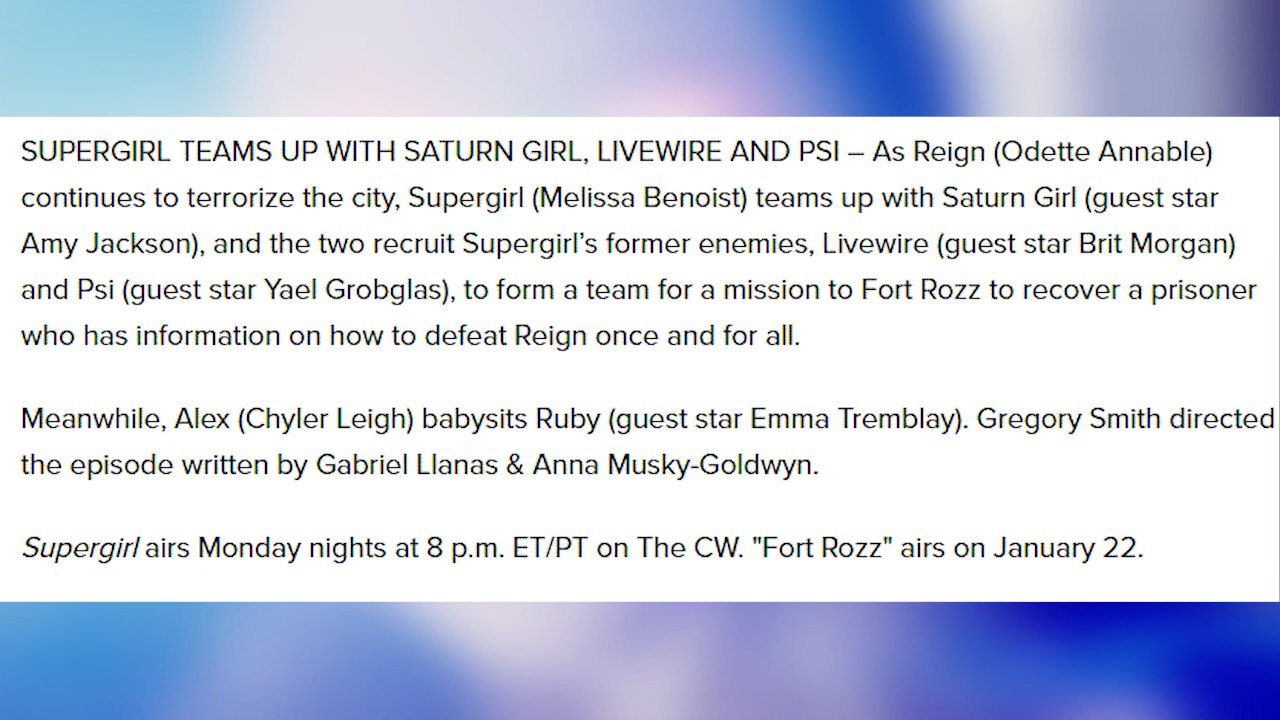 SUPERGIRL TEAMS UP WITH SATURN GIRL, LIVEWIRE AND PSI – As Reign (Odette Annable)
continues to terrorize the city, Supergirl (Melissa Benoist) teams up with Saturn Girl (guest star
Amy Jackson), and the two recruit Supergirl’s former enemies, Livewire (guest star Brit Morgan)
and Psi (guest star Yael Grobglas), to form a team for a mission to Fort Rozz to recover a prisoner
who has information on how to defeat Reign once and for all.
Meanwhile, Alex (Chyler Leigh) babysits Ruby (guest star Emma Tremblay). Gregory Smith directed
the episode written by Gabriel Llanas & Anna Musky-Goldwyn.
Supergirl airs Monday nights at 8 p.m. ET/PT on The CW. "Fort Rozz" airs on January 22.